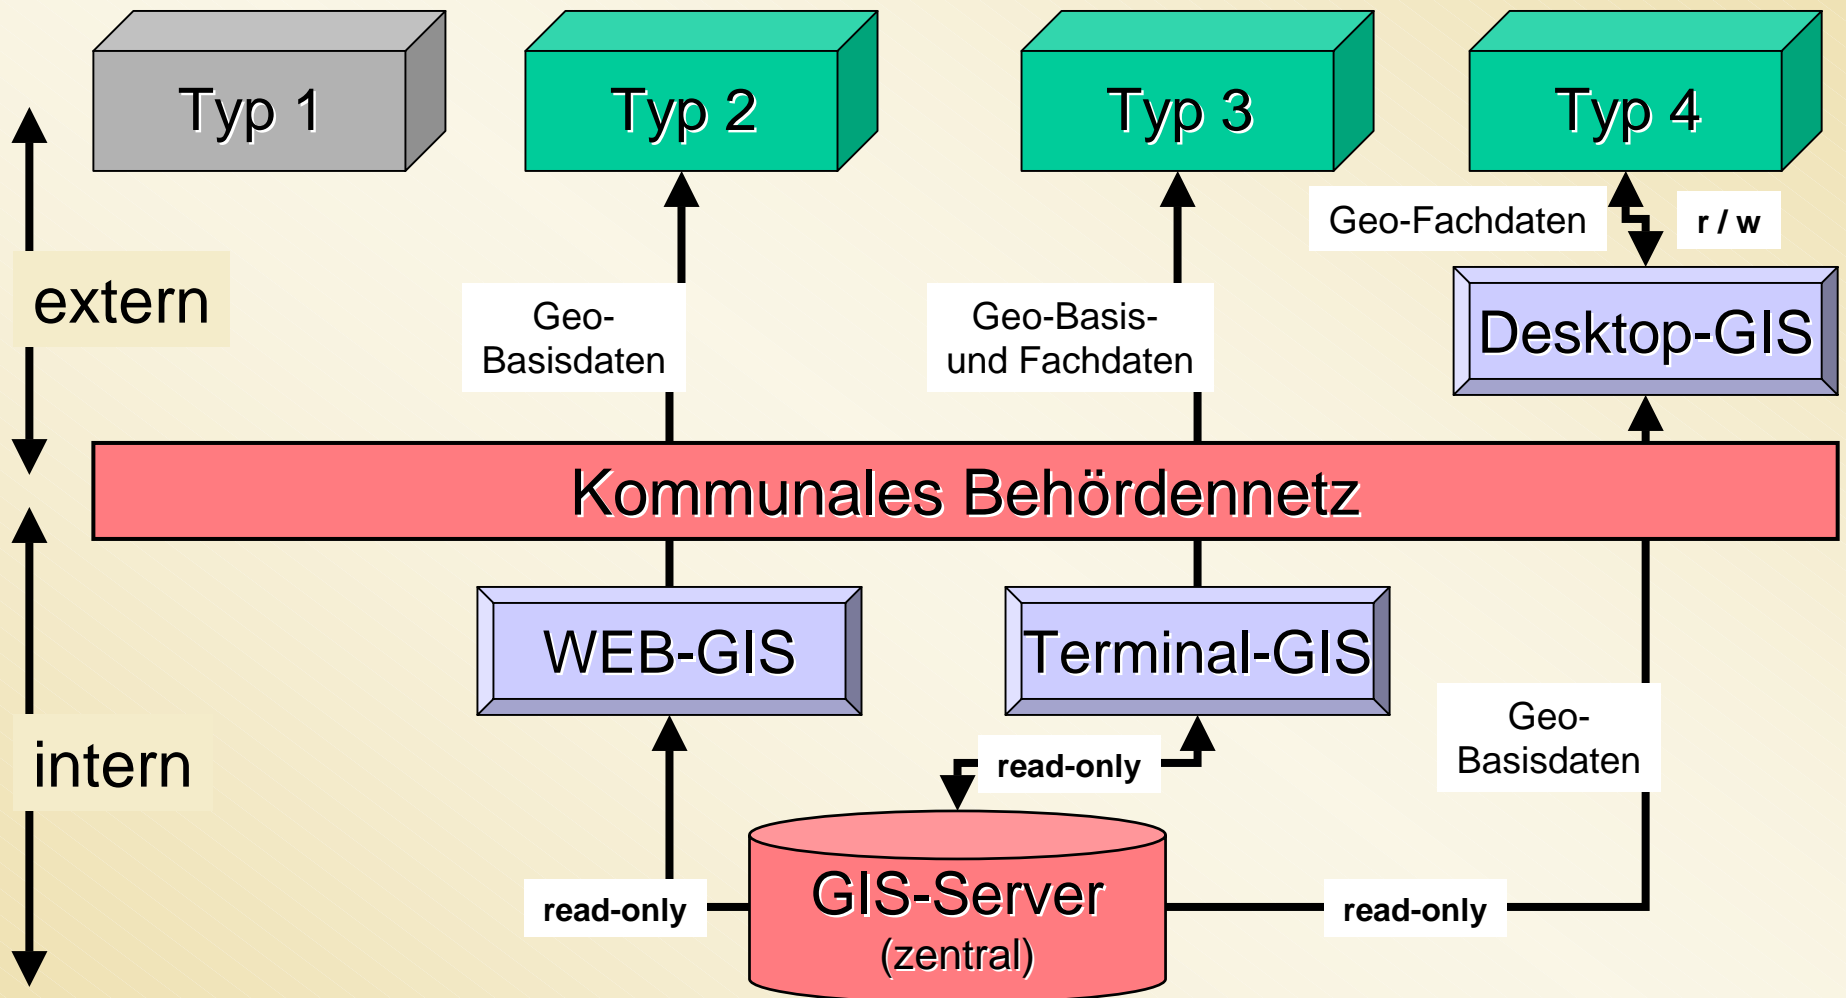 Typ 1
Typ 2
Typ 3
Typ 4
Geo-Fachdaten
r / w
extern
Geo-
Basisdaten
Geo-Basis-
und Fachdaten
Desktop-GIS
Kommunales Behördennetz
WEB-GIS
Terminal-GIS
intern
read-only
Geo-
Basisdaten
GIS-Server
(zentral)
read-only
read-only